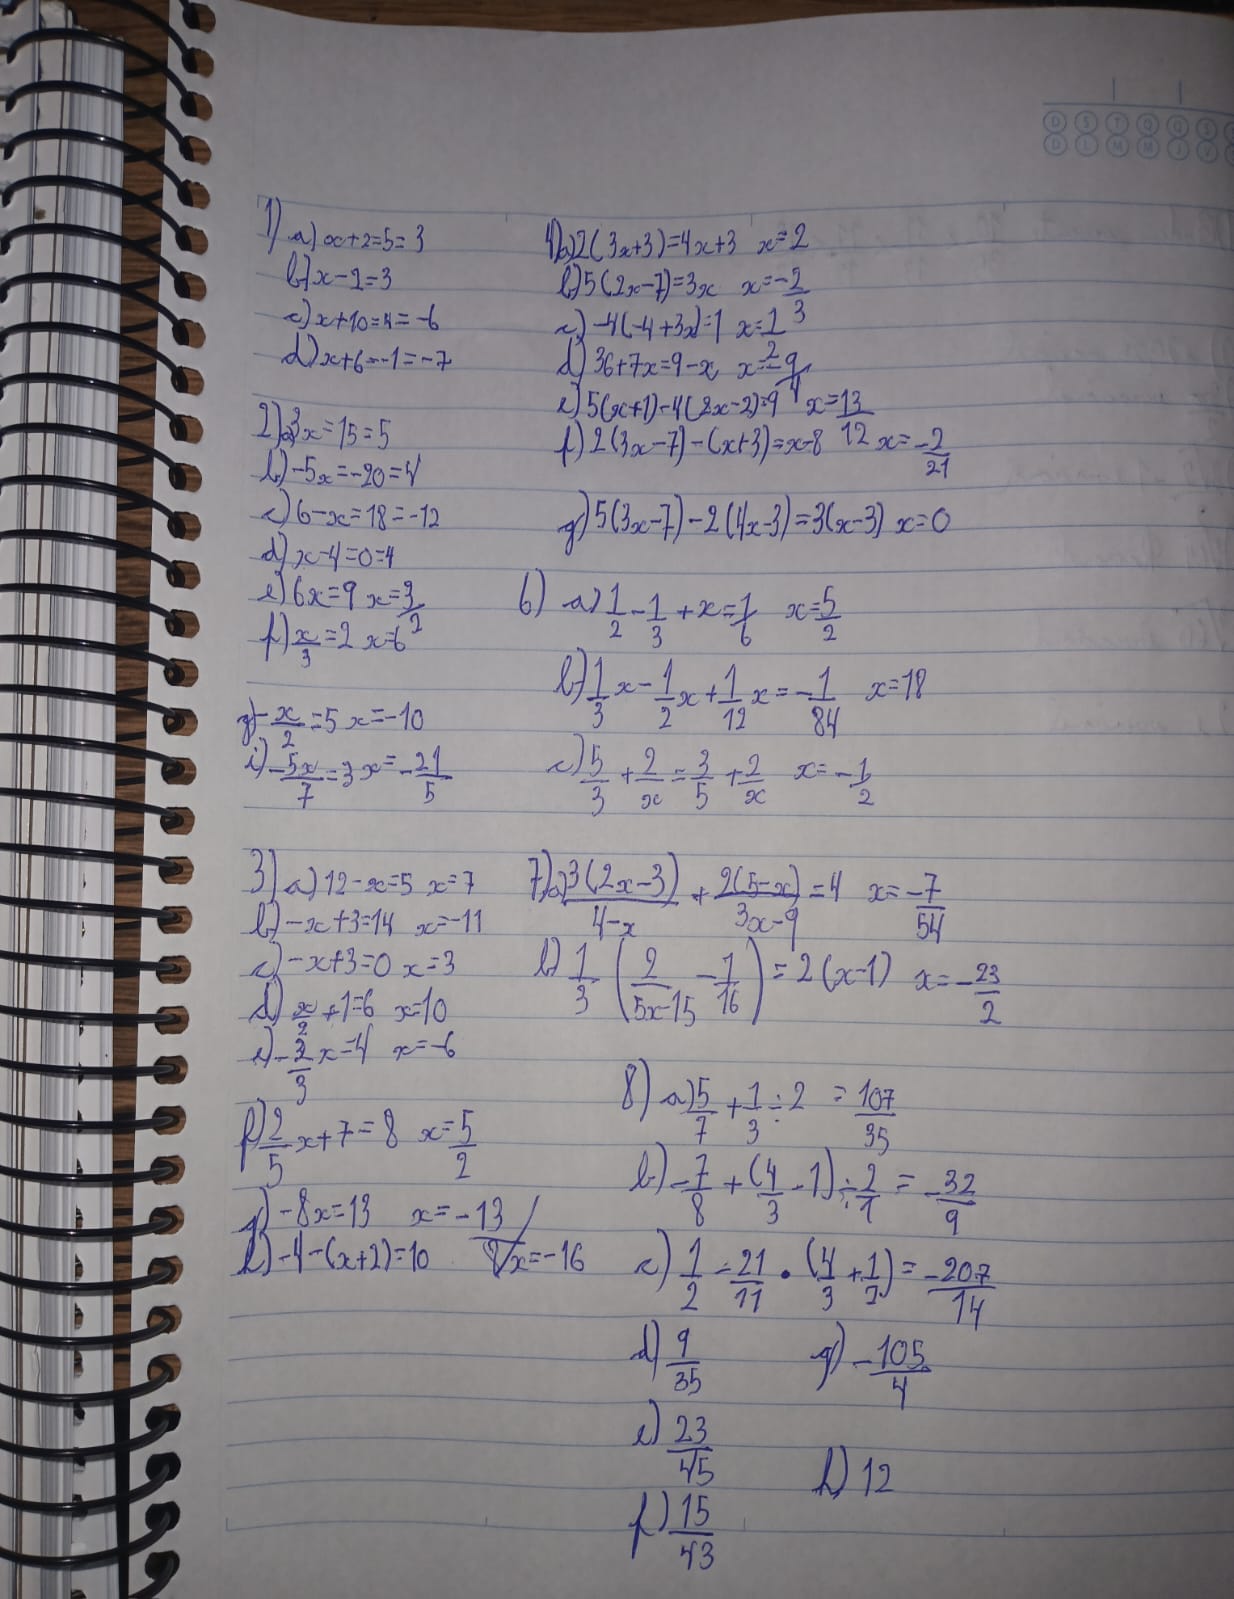 D S T Q Q S
D L M M J V
1) a) x+2=5=3
b) x-2=3
c) x+10=4=-6
d) x+6=-1=-7
2) a) 3x=15=5
b) -5x=-20=4
c) 6-x=18=-12
d) x-4=0=4
e) 6x=9 x=3/2
f) x/3=2 x=6
g) -x/2=5 x=-10
i) -5x/7=3 x=-21/5
3) a) 12-x=5 x=7
b) -x+3=14 x=-11
c) -x+3=0 x=3
d) x/2+1=6 x=10
e) -2/3x=4 x=-6
f) 2/5x+7=8 x=5/2
g) -8x=13 x=-13/8
h) -4-(x+2)=10 x=-16
4) a) 2(3x+3)=4x+3 x=2
b) 5(2x-7)=3x x=-2/3
c) -4(-4+3x)=1 x=1/2
d) 36+7x=9-x x=-9/4
e) 5(x+1)-4(2x-2)=9 x=13/12
f) 2(3x-7)-(x+3)=x-8 x=-2/21
g) 5(3x-7)-2(4x-3)=3(x-3) x=0
6) a) 1/2-1/3+x=1/6 x=5/2
b) 1/3x-1/2x+1/12x=-1/84 x=18
c) 5/3+2/x=3/5+2/x x=-1/2
7) a) 3(2x-3)/4-x+2(5-x)/3x-9=4 x=-7/54
b) 1/3(2/5x-15-1/16)=2(x-1) x=-23/2
8) a) 5/7+1/3÷2=107/35
b) -7/8+(4/3-1)÷2/7=-32/9
c) 1/2-21/11•(4/3+1/7)=-207/14
d) 9/35
e) 23/45
f) 15/43
g) -105/4
h) 12